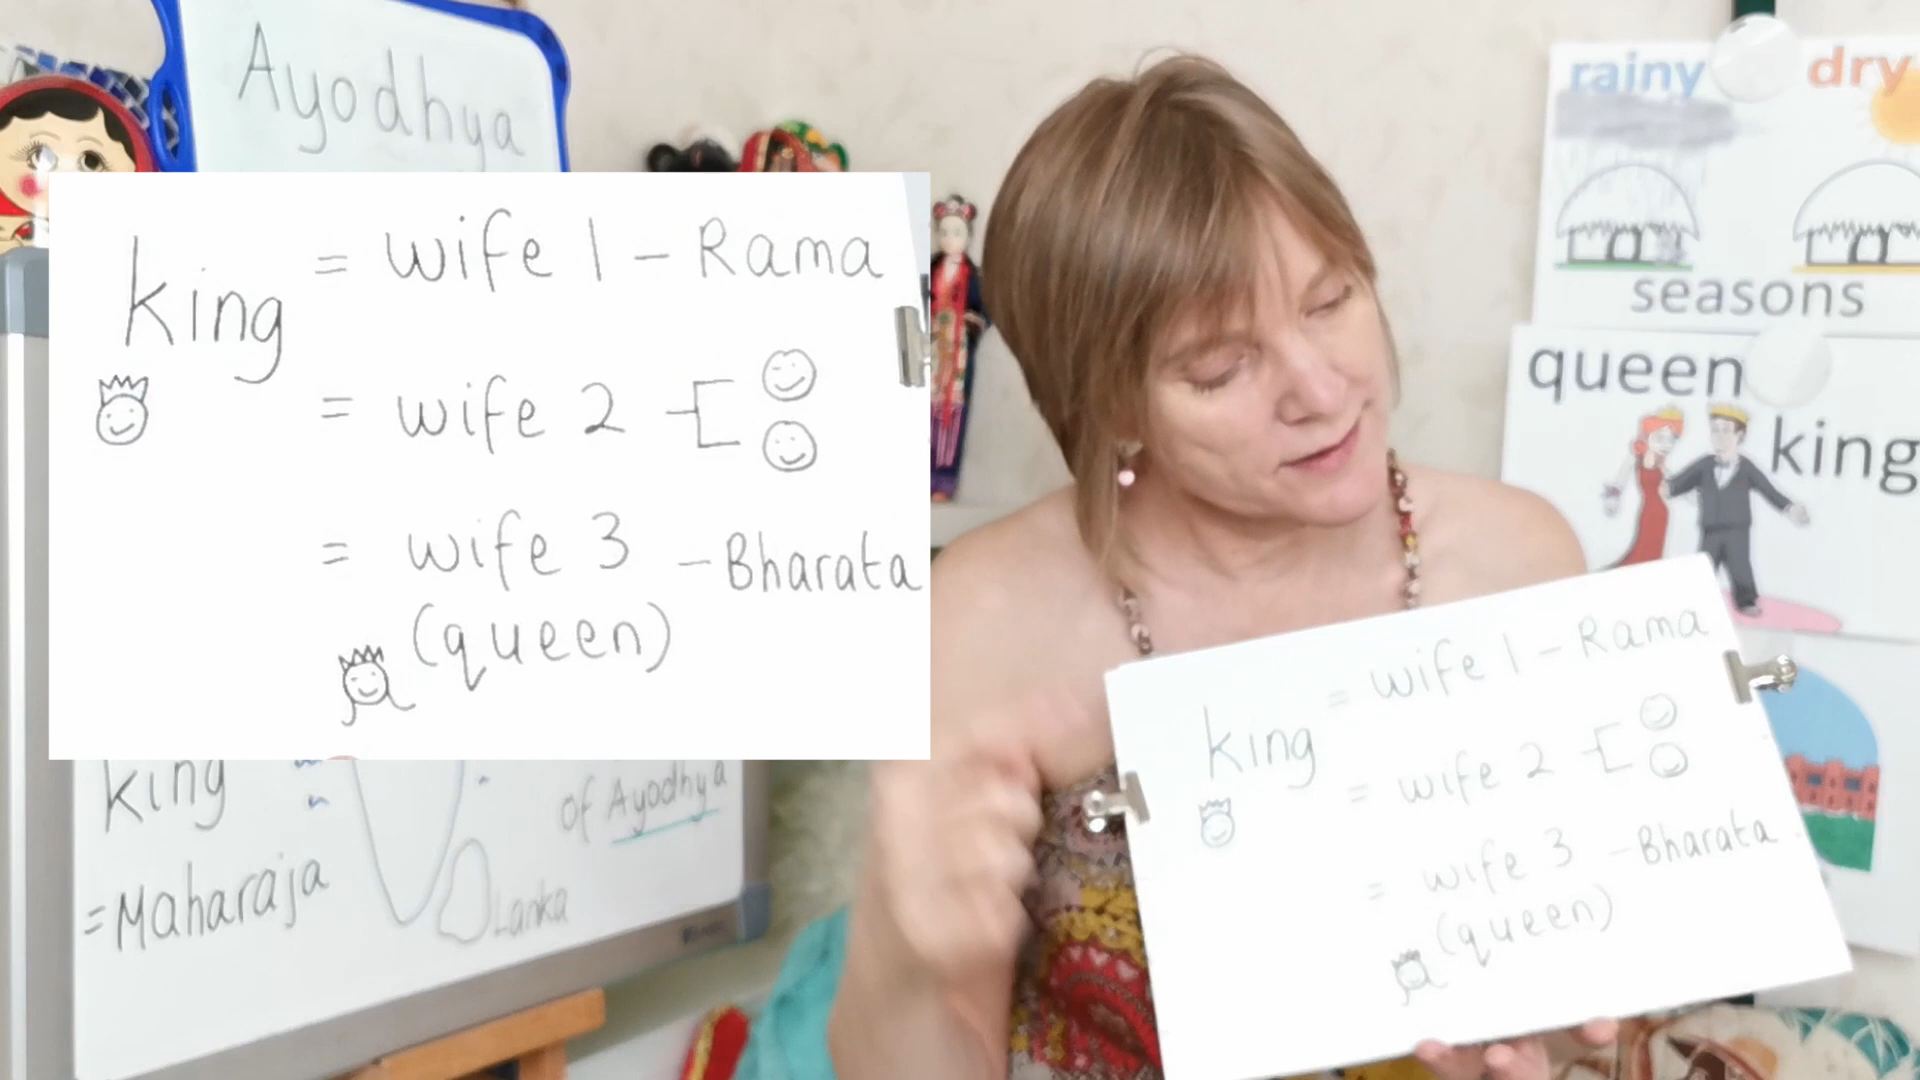 Ayodhya
king
= wife 1 - Rama
= wife 2
= wife 3 - Bharata
(queen)
king
= Maharaja
Lanka
of Ayodhya
rainy dry
seasons
queen
king
king
= wife 1 - Rama
= wife 2
= wife 3 - Bharata
(queen)